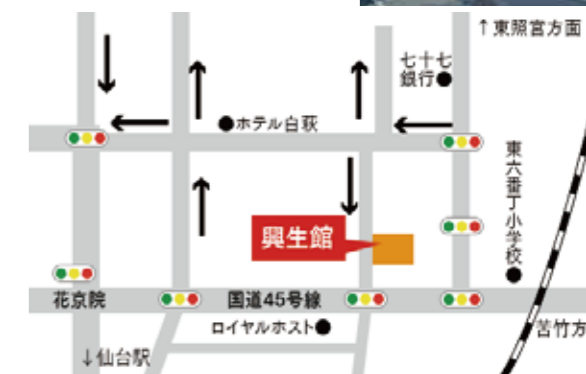 ↑東照宮方面
七十七
銀行●
●ホテル白萩
東六番丁小学校●
興生館
花京院
国道45号線
ロイヤルホスト●
苦竹方
↓仙台駅